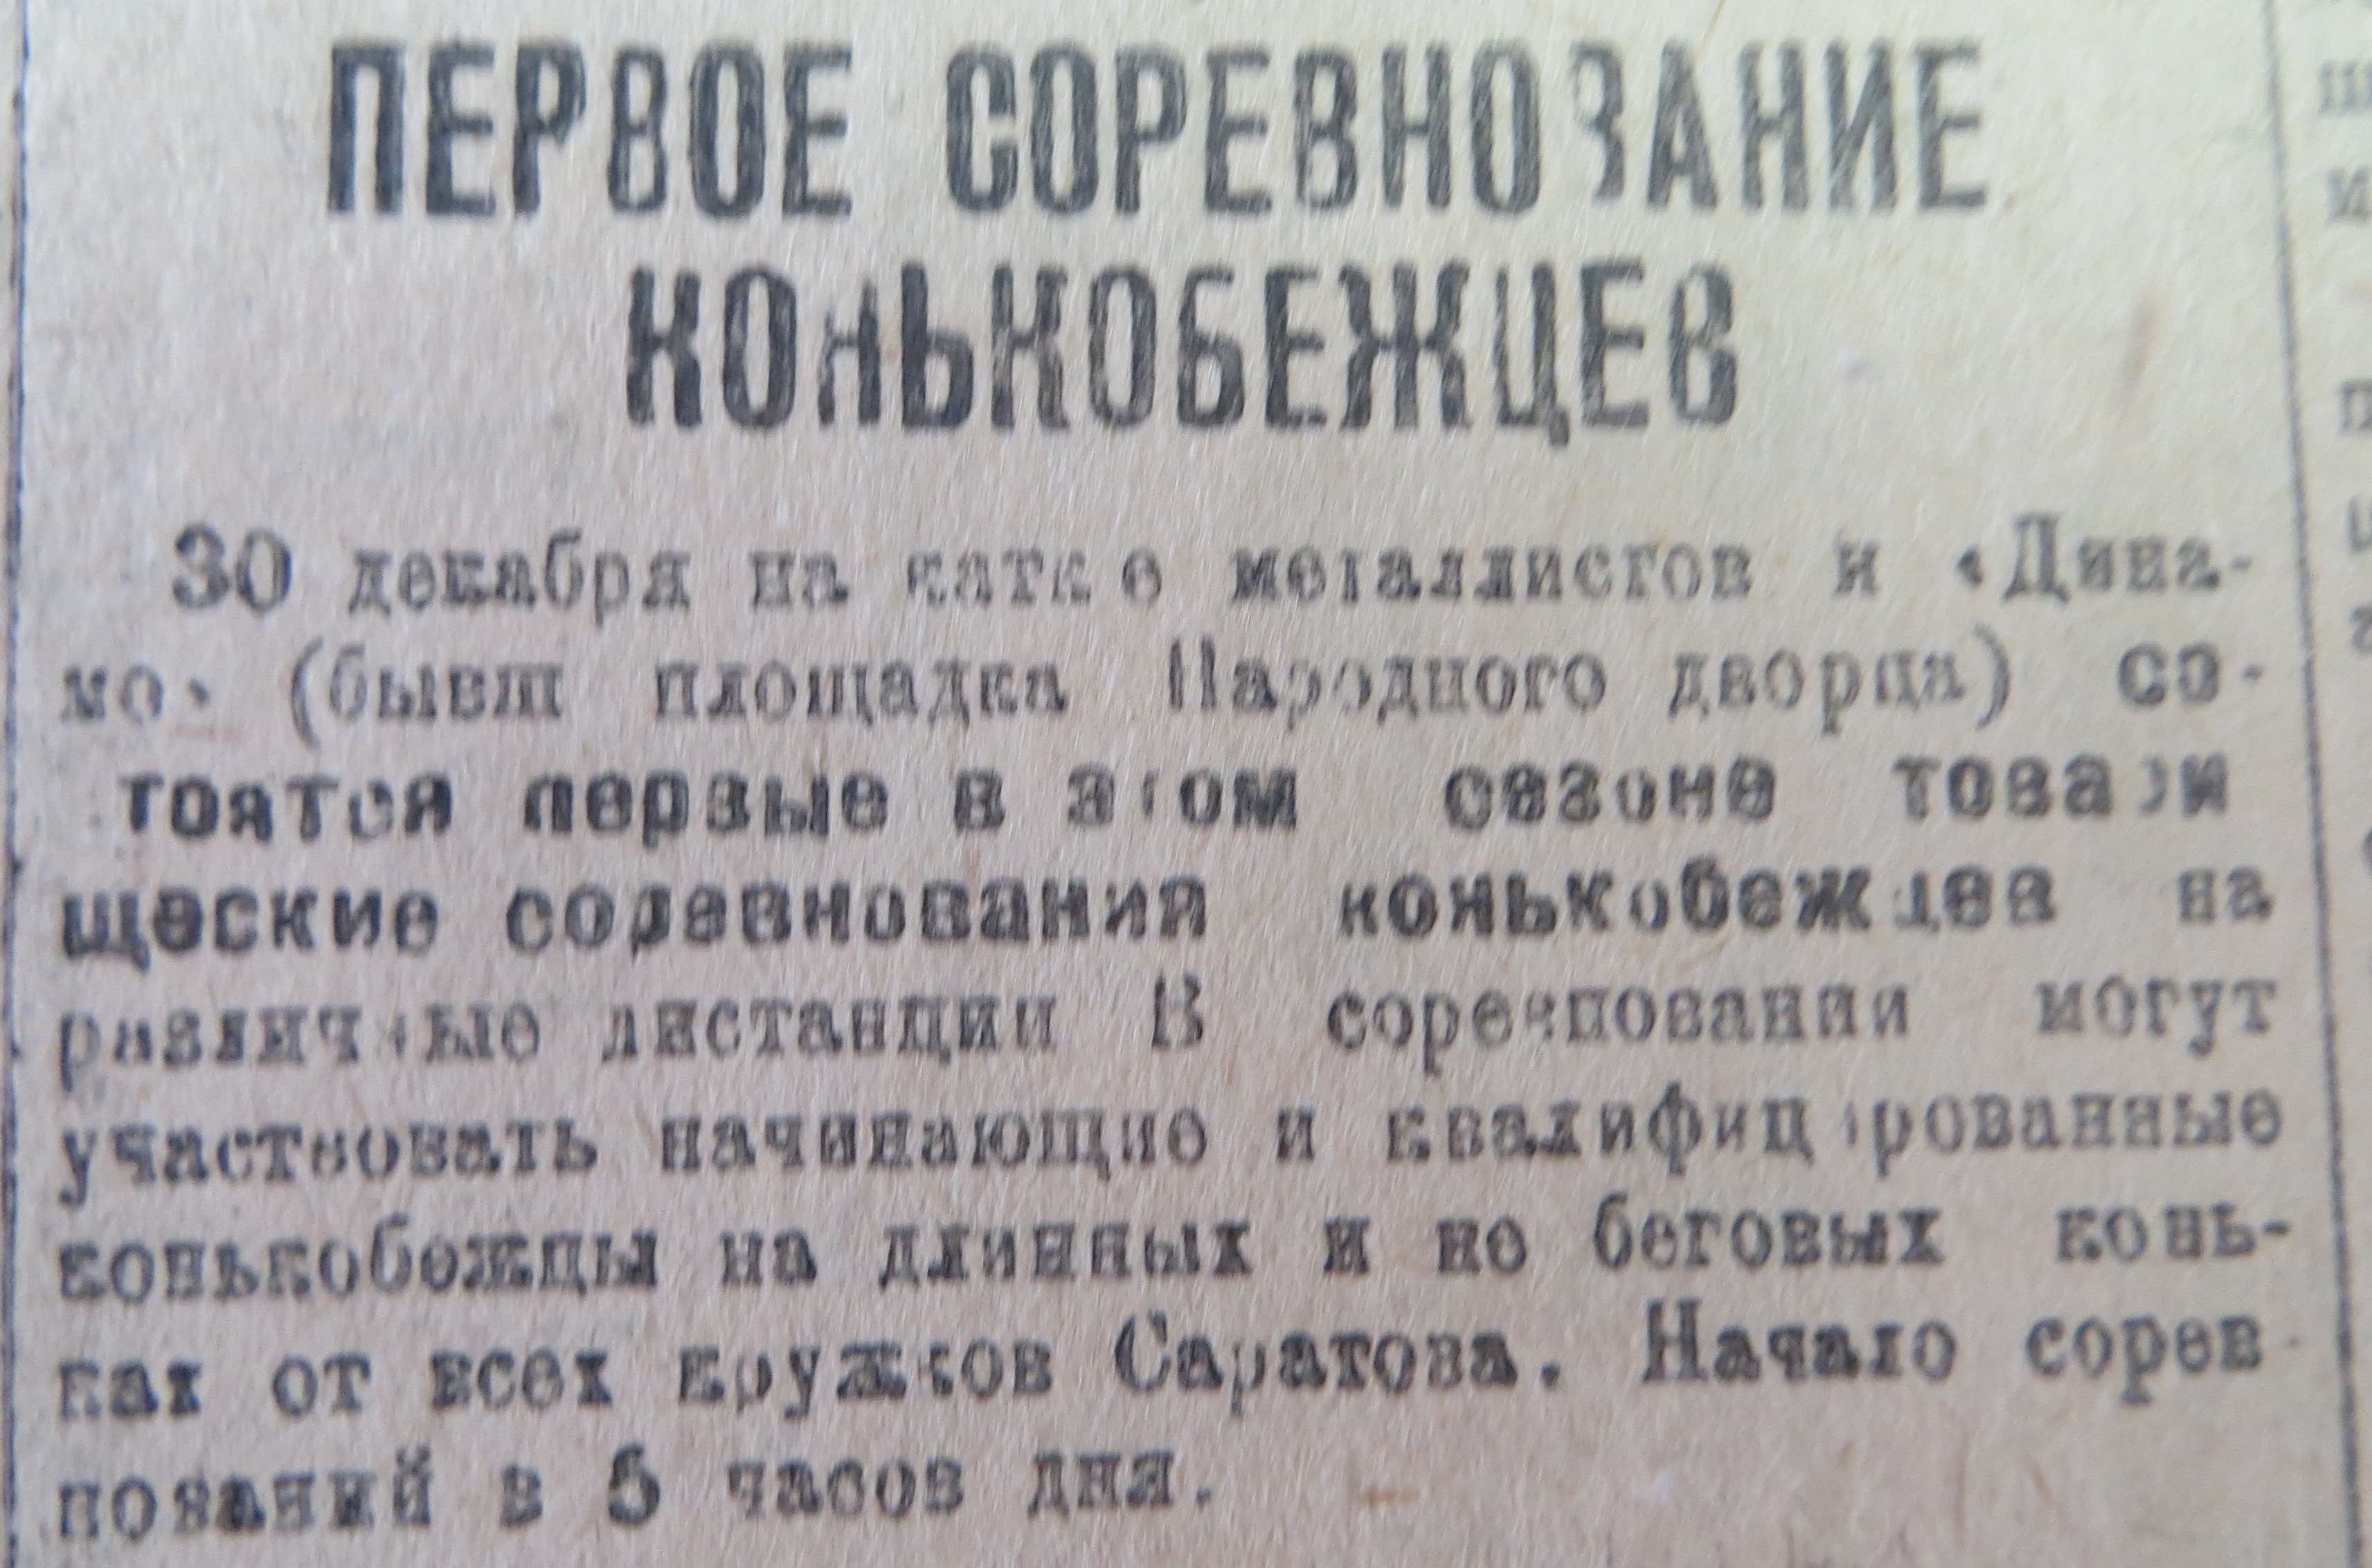 ПЕРВОЕ СОРЕВНОВАНИЕ
КОНЬКОБЕЖЦЕВ
30 декабря на катке металлистов и «Дина-
мо» (бывш площадка Народного дворца) со-
тоятся первые в этом сезоне товари
щеские соревнования конькобежцев на
различные дистанции В соревновании могут
участвовать начинающие и квалифицированные
конькобежцы на длинных и не беговых конь-
ках от всех кружков Саратова. Начало сорев-
нований в 5 часов дня.